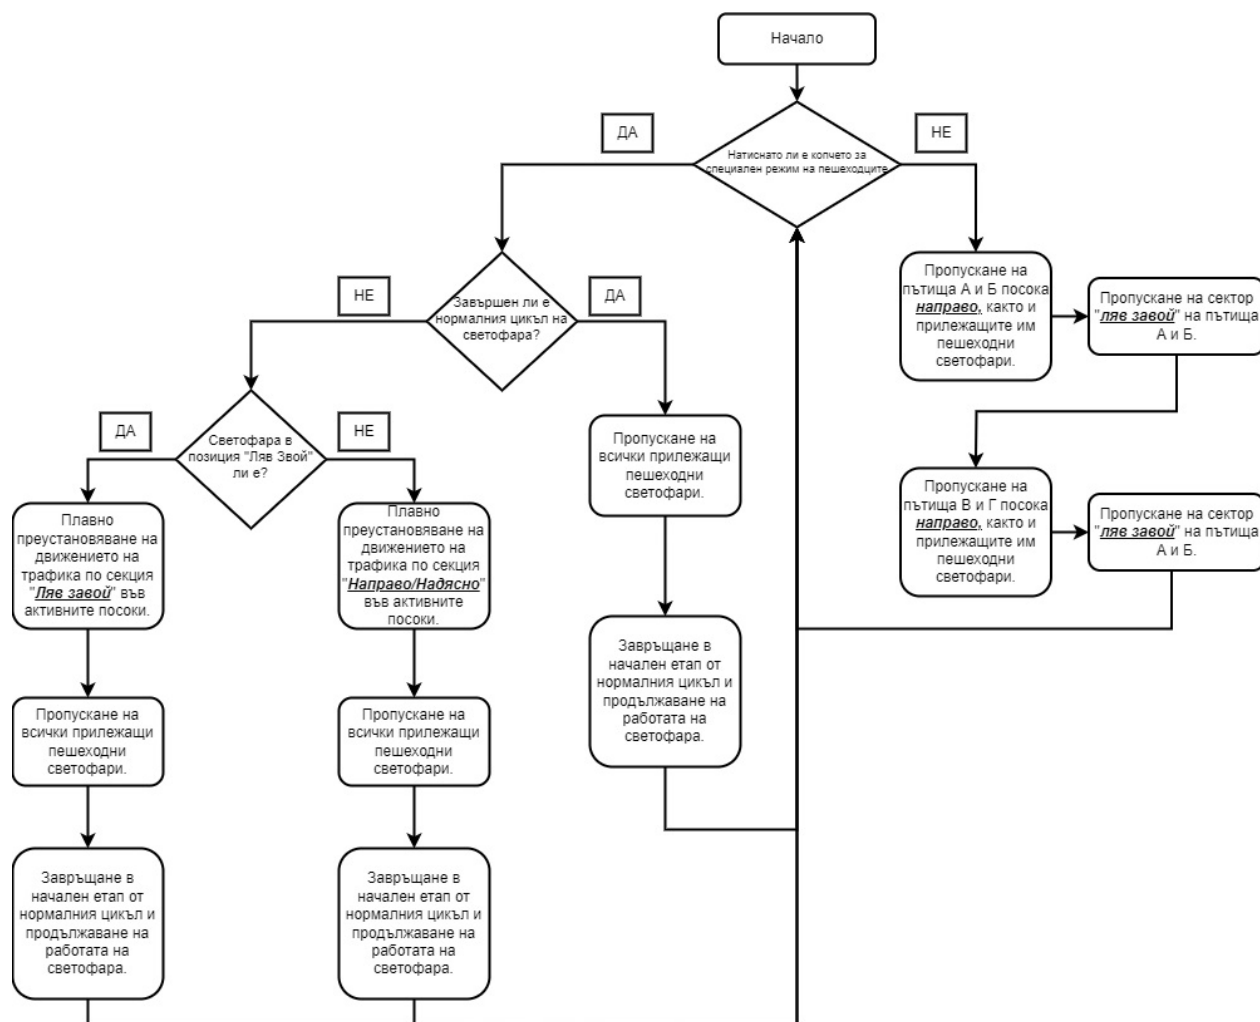 Начало
ДА
НЕ
Натиснато ли е копчето за
специален режим на пешеходците
Пропускане на
пътища А и Б посока
направо, както и
прилежащите им
пешеходни
светофари.
Пропускане на сектор
"ляв завой" на пътища
А и Б.
Пропускане на
пътища В и Г посока
направо, както и
прилежащите им
пешеходни
светофари.
Пропускане на сектор
"ляв завой" на пътища
А и Б.
НЕ
ДА
Завършен ли е
нормалния цикъл на
светофара?
Пропускане на
всички прилежащи
пешеходни
светофари.
Завръщане в
начален етап от
нормалния цикъл и
продължаване на
работата на
светофара.
ДА
НЕ
Светофара в
позиция "Ляв Звой"
ли е?
Плавно
преустановяване на
движението на
трафика по секция
"Ляв завой" във
активните посоки.
Пропускане на
всички прилежащи
пешеходни
светофари.
Завръщане в
начален етап от
нормалния цикъл и
продължаване на
работата на
светофара.
Плавно
преустановяване на
движението на
трафика по секция
"Направо/Надясно"
във активните
посоки.
Пропускане на
всички прилежащи
пешеходни
светофари.
Завръщане в
начален етап от
нормалния цикъл и
продължаване на
работата на
светофара.